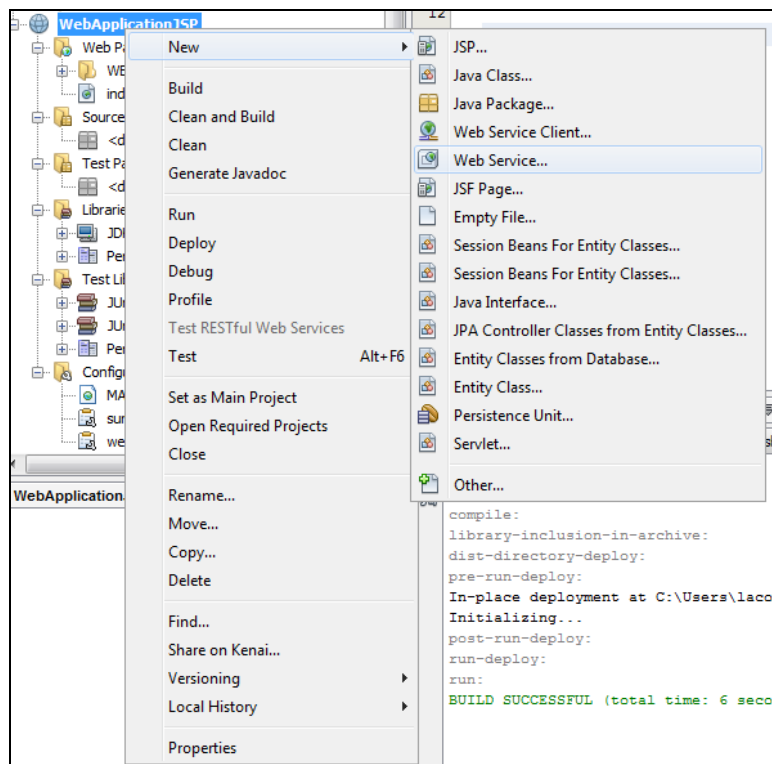 WebApplicationJSP
Web Pa
WE
ind
Source
<d
Test Pa
<d
Librarie
JDK
Per
Test Lib
JUn
JUn
Per
Configu
MA
sun
we
WebApplication
New
Build
Clean and Build
Clean
Generate Javadoc
Run
Deploy
Debug
Profile
Test RESTful Web Services
Test Alt+F6
Set as Main Project
Open Required Projects
Close
Rename...
Move...
Copy...
Delete
Find...
Share on Kenai...
Versioning
Local History
Properties
12
JSP...
Java Class...
Java Package...
Web Service Client...
Web Service...
JSF Page...
Empty File...
Session Beans For Entity Classes...
Session Beans For Entity Classes...
Java Interface...
JPA Controller Classes from Entity Classes...
Entity Classes from Database...
Entity Class...
Persistence Unit...
Servlet...
Other...
compile:
library-inclusion-in-archive:
dist-directory-deploy:
pre-run-deploy:
In-place deployment at C:\Users\laco
Initializing...
post-run-deploy:
run-deploy:
run:
BUILD SUCCESSFUL (total time: 6 seco